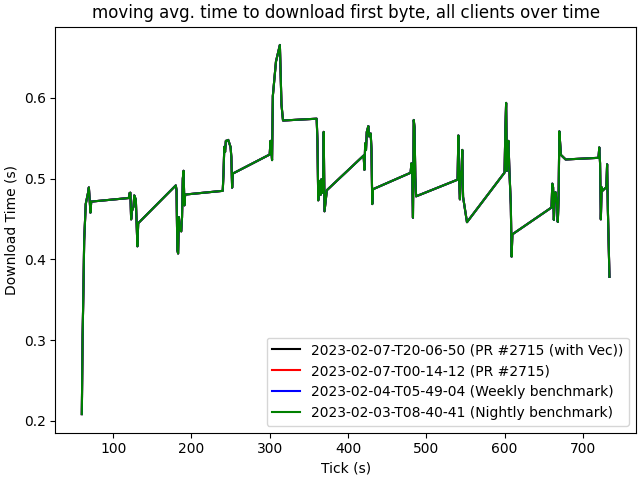 moving avg. time to download first byte, all clients over time
Download Time (s)
0.6
0.5
0.4
0.3
0.2
2023-02-07-T20-06-50 (PR #2715 (with Vec))
2023-02-07-T00-14-12 (PR #2715)
2023-02-04-T05-49-04 (Weekly benchmark)
2023-02-03-T08-40-41 (Nightly benchmark)
100 200 300 400 500 600 700
Tick (s)